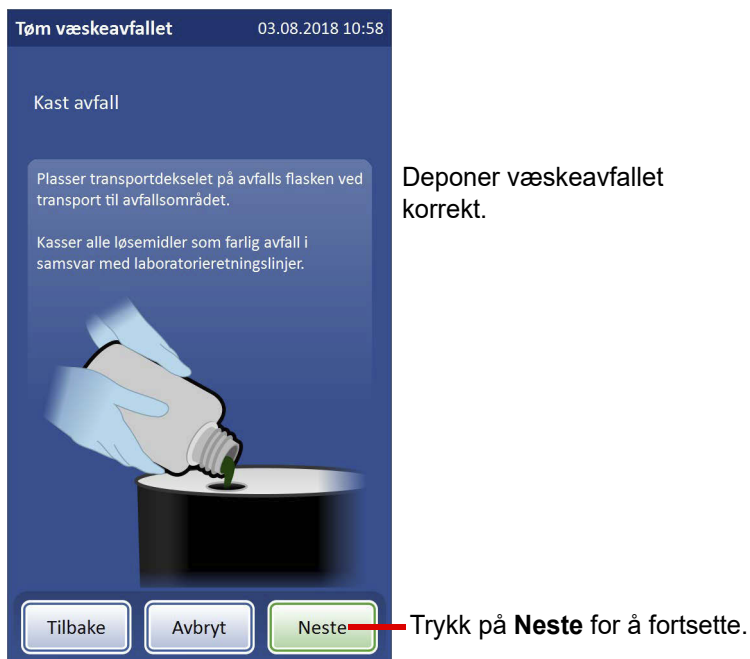 Tøm væskeavfallet 03.08.2018 10:58
Kast avfall
Plasser transportdekselet på avfalls flasken ved
transport til avfallsområdet.
Kasser alle løsemidler som farlig avfall i
samsvar med laboratorieretningslinjer.
Deponer væskeavfallet
korrekt.
Tilbake Avbryt Neste
Trykk på Neste for å fortsette.